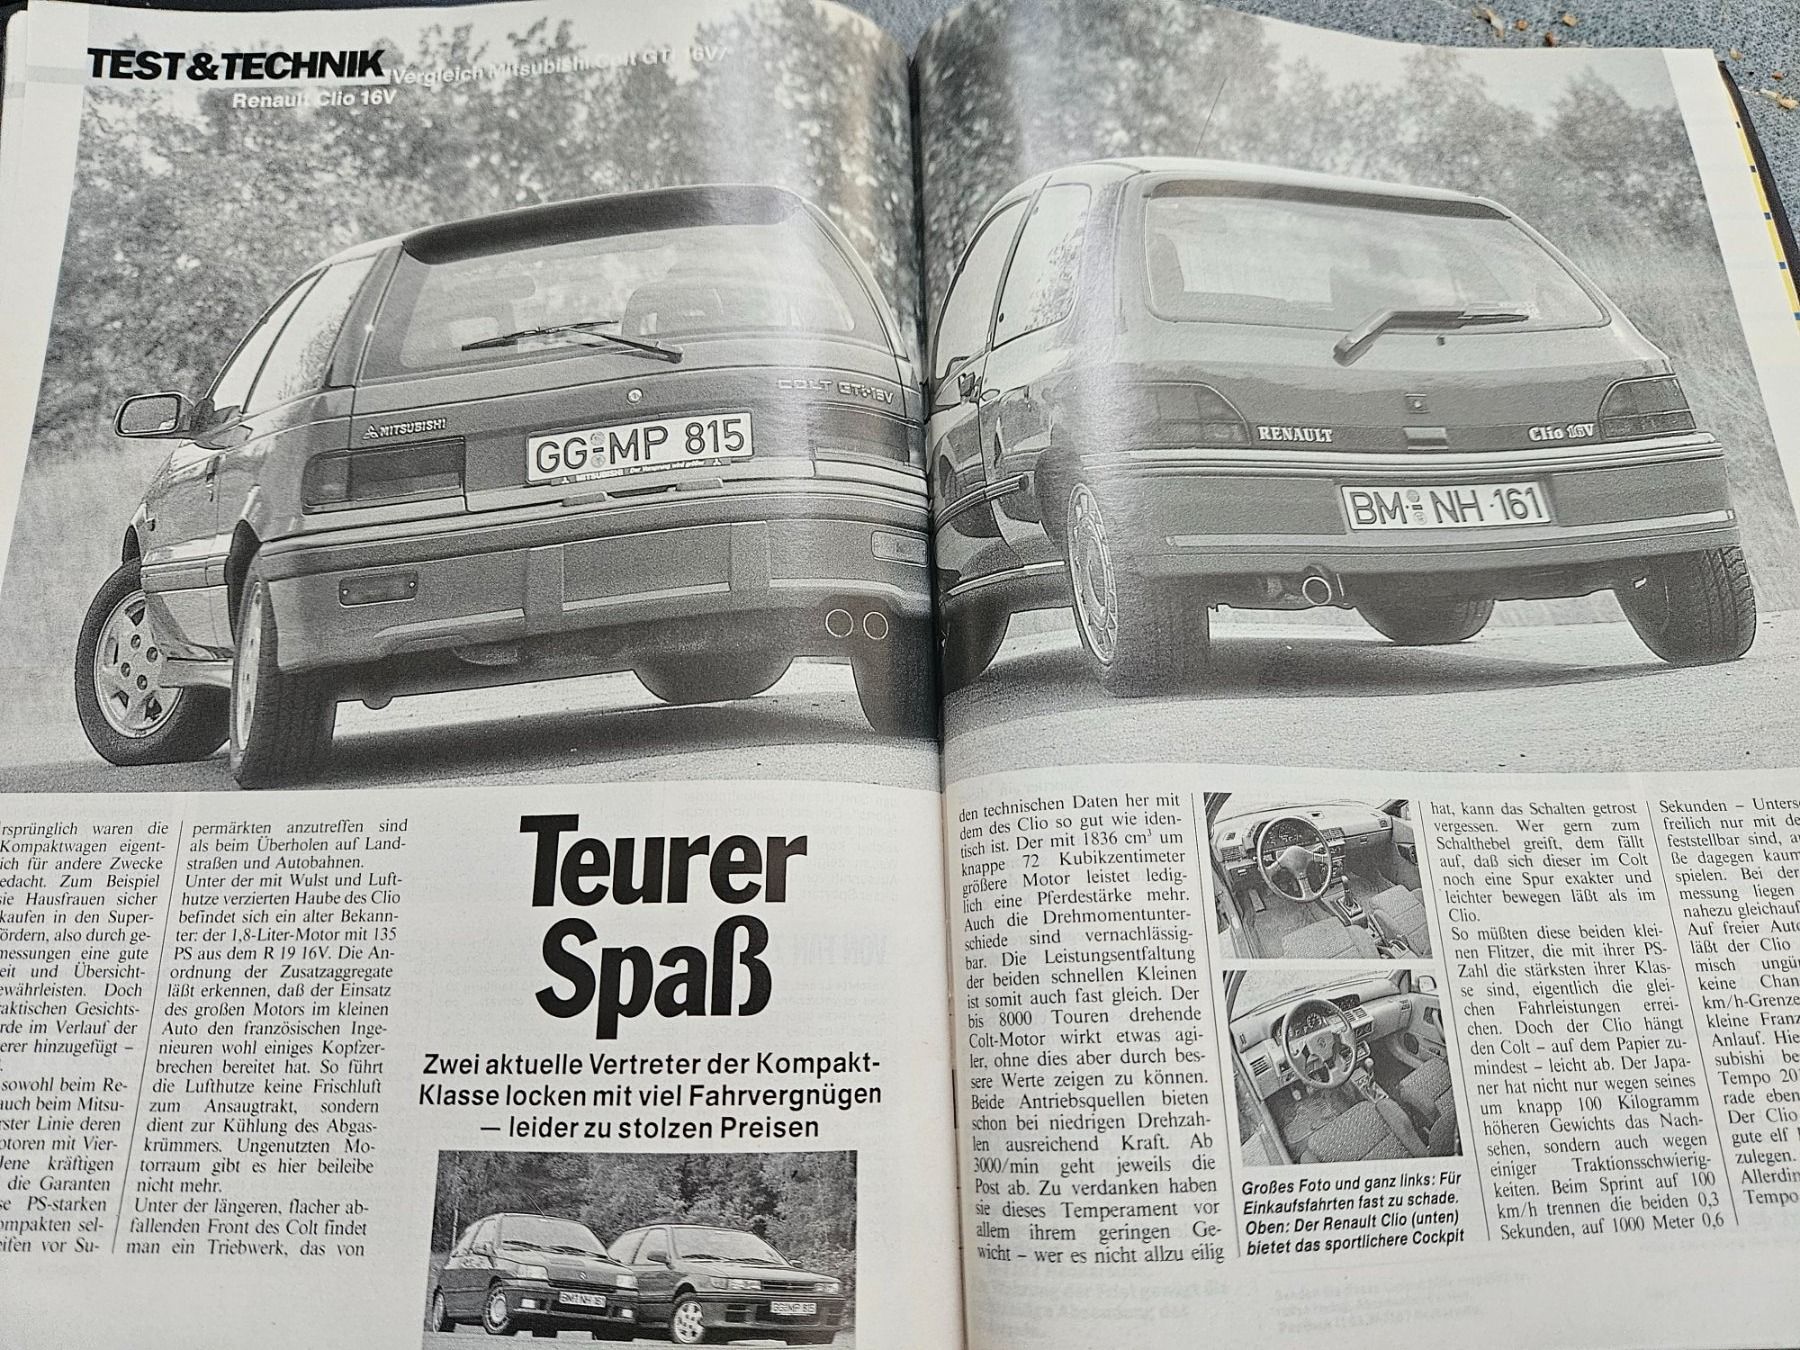 TEST & TECHNIK Vergleich Mitsubishi Colt GTi 16V/
Renault Clio 16V
MITSUBISHI
COLT GTi-16V
GG-MP 815
MITSUBISHI
RENAULT
Clio 16V
BM-NH 161
rsprünglich waren die
Kompaktwagen eigent-
ich für andere Zwecke
edacht. Zum Beispiel
sie Hausfrauen sicher
kaufen in den Super-
ördern, also durch ge-
messungen eine gute
eit und Übersicht-
ewährleisten. Doch
raktischen Gesichts-
rde im Verlauf der
erer hinzugefügt –
sowohl beim Re-
auch beim Mitsu-
rster Linie deren
otoren mit Vier-
Jene kräftigen
die Garanten
se PS-starken
ompakten sel-
eifen vor Su-
permärkten anzutreffen sind
als beim Überholen auf Land-
straßen und Autobahnen.
Unter der mit Wulst und Luft-
hutze verzierten Haube des Clio
befindet sich ein alter Bekann-
ter: der 1,8-Liter-Motor mit 135
PS aus dem R 19 16V. Die An-
ordnung der Zusatzaggregate
läßt erkennen, daß der Einsatz
des großen Motors im kleinen
Auto den französischen Inge-
nieuren wohl einiges Kopfzer-
brechen bereitet hat. So führt
die Lufthutze keine Frischluft
zum Ansaugtrakt, sondern
dient zur Kühlung des Abgas-
krümmers. Ungenutzten Mo-
torraum gibt es hier beileibe
nicht mehr.
Unter der längeren, flacher ab-
fallenden Front des Colt findet
man ein Triebwerk, das von
Teurer
Spaß
Zwei aktuelle Vertreter der Kompakt-
Klasse locken mit viel Fahrvergnügen
– leider zu stolzen Preisen
BM-NH 161
GG-MP 815
den technischen Daten her mit
dem des Clio so gut wie iden-
tisch ist. Der mit 1836 cm³ um
knappe 72 Kubikzentimeter
größere Motor leistet ledig-
lich eine Pferdestärke mehr.
Auch die Drehmomentunter-
schiede sind vernachlässig-
bar. Die Leistungsentfaltung
der beiden schnellen Kleinen
ist somit auch fast gleich. Der
bis 8000 Touren drehende
Colt-Motor wirkt etwas agi-
ler, ohne dies aber durch bes-
sere Werte zeigen zu können.
Beide Antriebsquellen bieten
schon bei niedrigen Drehzah-
len ausreichend Kraft. Ab
3000/min geht jeweils die
Post ab. Zu verdanken haben
sie dieses Temperament vor
allem ihrem geringen Ge-
wicht – wer es nicht allzu eilig
Großes Foto und ganz links: Für
Einkaufsfahrten fast zu schade.
Oben: Der Renault Clio (unten)
bietet das sportlichere Cockpit
hat, kann das Schalten getrost
vergessen. Wer gern zum
Schalthebel greift, dem fällt
auf, daß sich dieser im Colt
noch eine Spur exakter und
leichter bewegen läßt als im
Clio.
So müßten diese beiden klei-
nen Flitzer, die mit ihrer PS-
Zahl die stärksten ihrer Klas-
se sind, eigentlich die glei-
chen Fahrleistungen errei-
chen. Doch der Clio hängt
den Colt – auf dem Papier zu-
mindest – leicht ab. Der Japa-
ner hat nicht nur wegen seines
um knapp 100 Kilogramm
höheren Gewichts das Nach-
sehen, sondern auch wegen
einiger Traktionsschwierig-
keiten. Beim Sprint auf 100
km/h trennen die beiden 0,3
Sekunden, auf 1000 Meter 0,6
Sekunden – Untersc
freilich nur mit de
feststellbar sind, au
ße dagegen kaum
spielen. Bei der
messung liegen
nahezu gleichauf
Auf freier Auto
läßt der Clio
misch ungün
keine Chan
km/h-Grenze
kleine Franz
Anlauf. Hie
subishi be
Tempo 201
rade eben
Der Clio
gute elf
zulegen.
Allerdin
Tempo